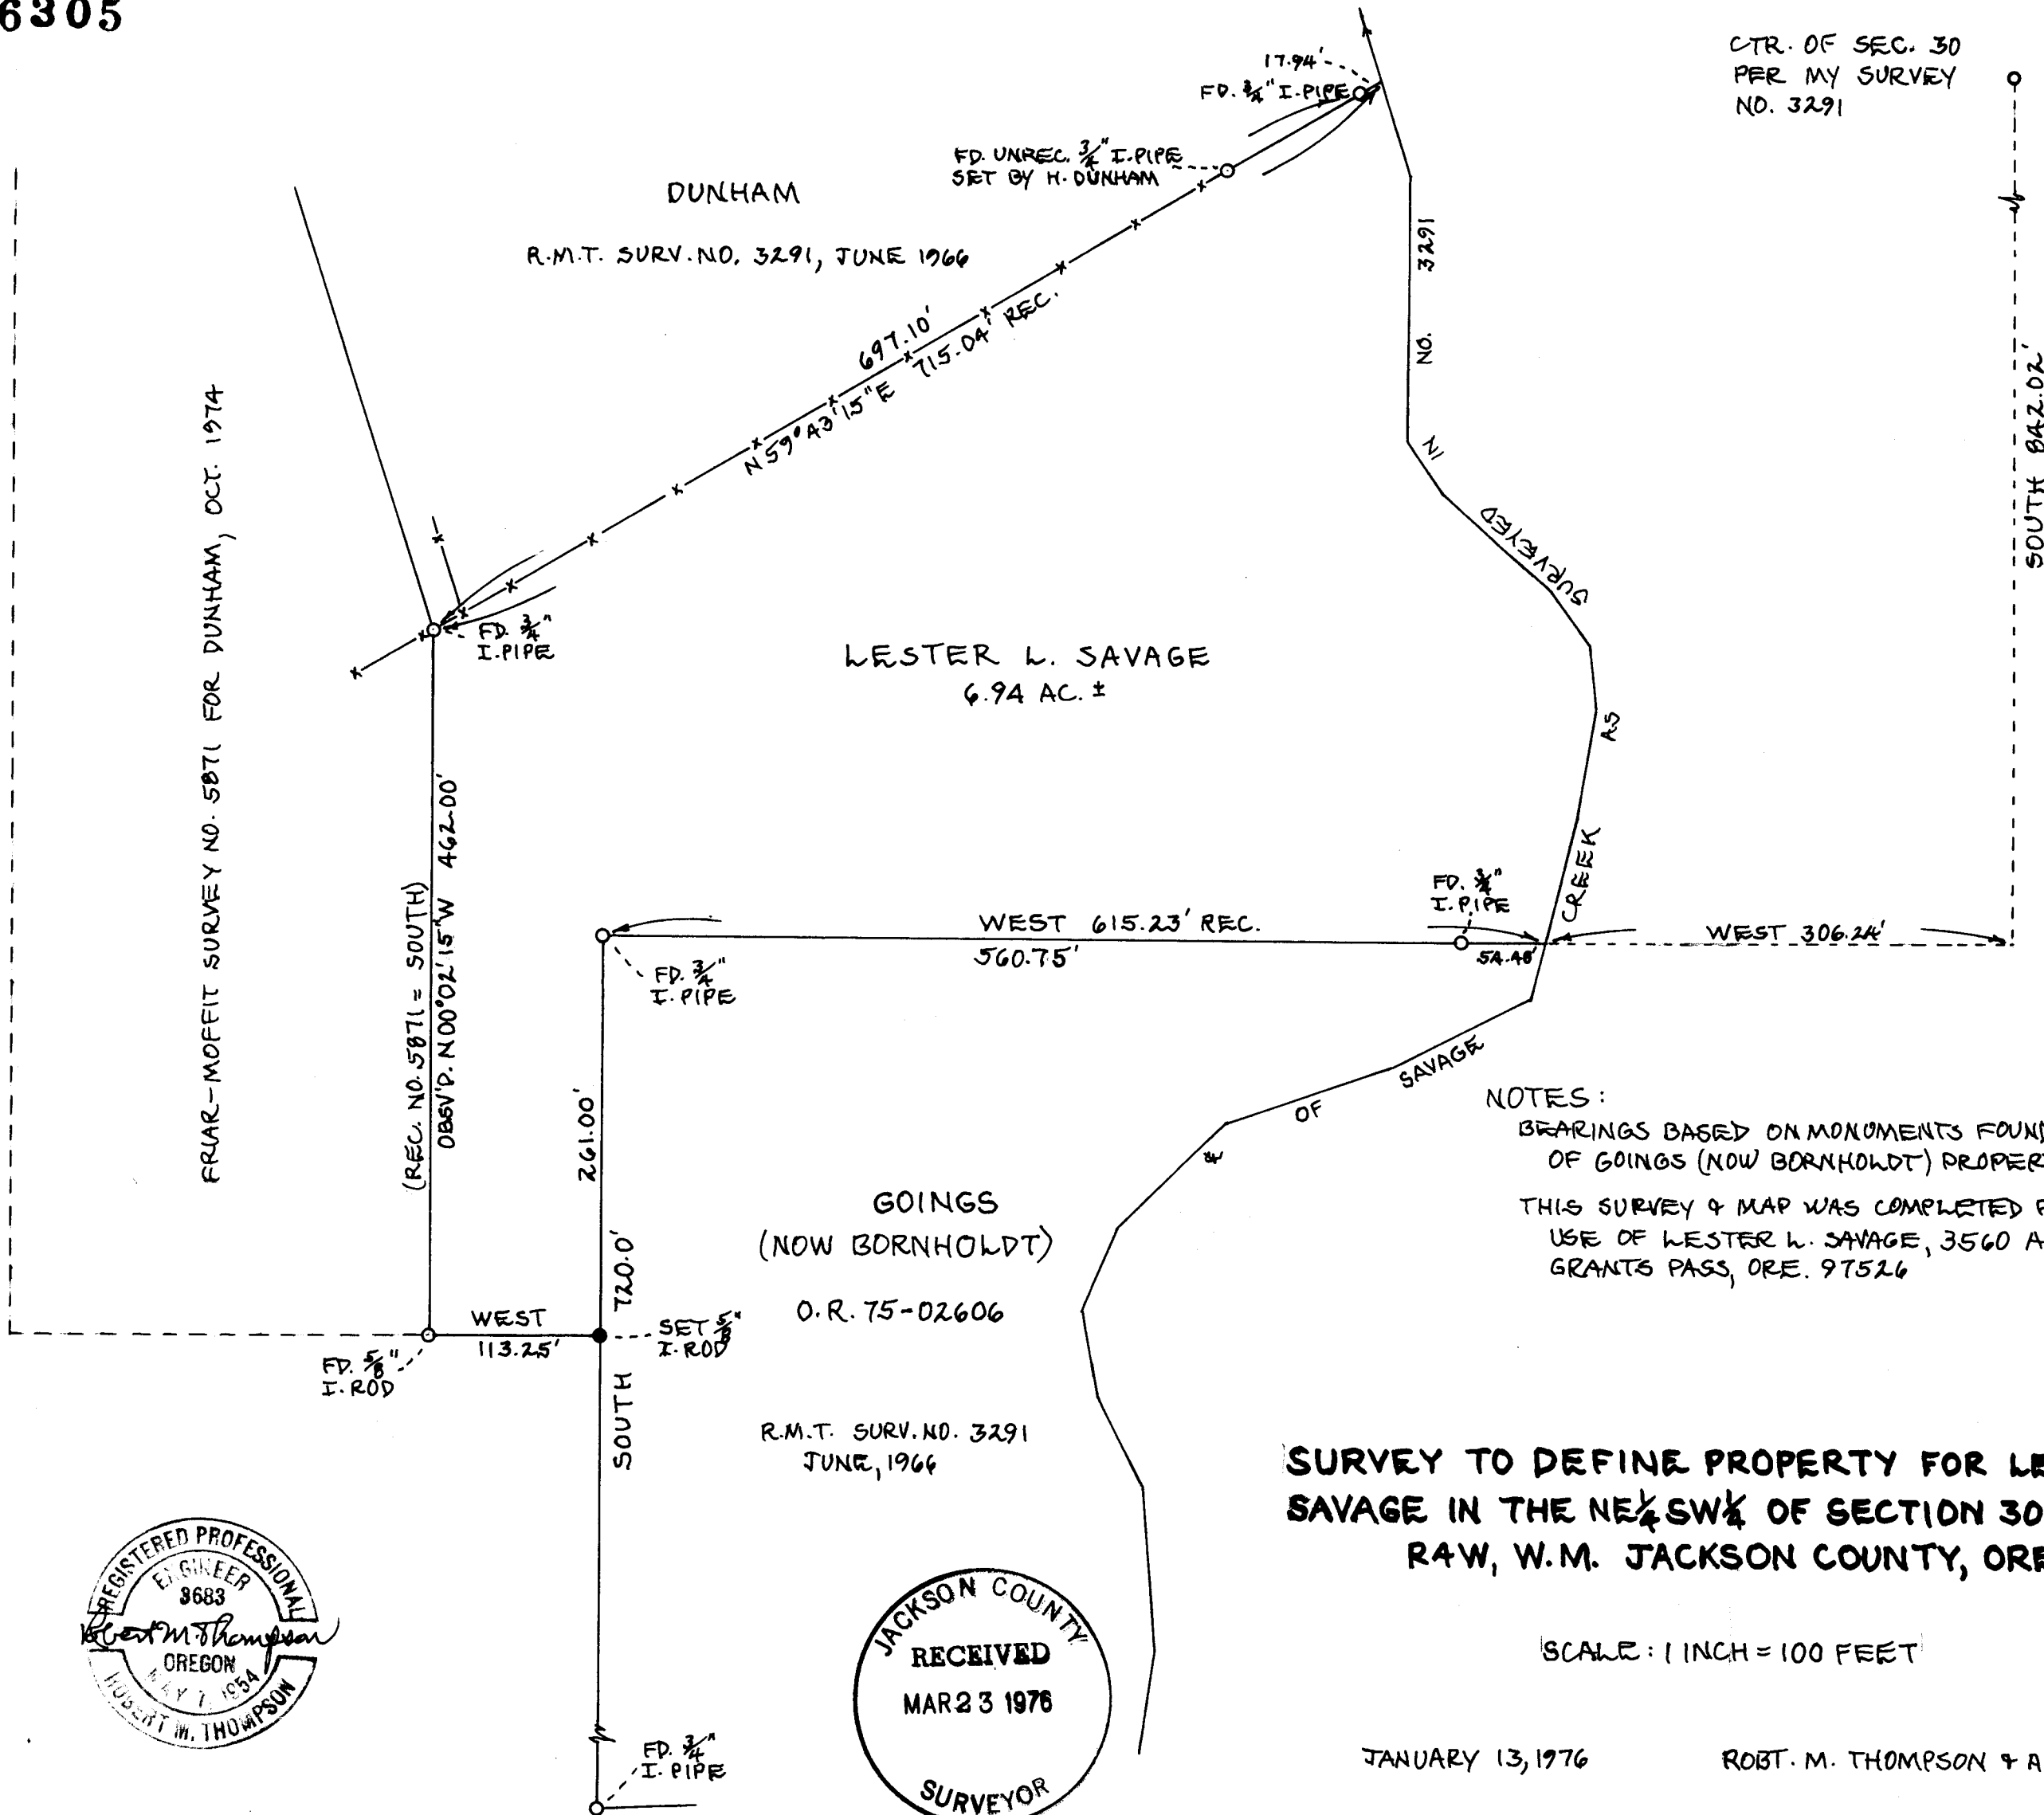 6305
CTR. OF SEC. 30
PER MY SURVEY
NO. 3291
17.94'
FD. 3/4" I.PIPE
FD. UNREC. 3/4" I.PIPE
SET BY H. DUNHAM
DUNHAM
R.M.T. SURV. NO. 3291, JUNE 1966
697.10'
N 59°43'15"E 715.04' REC.
SOUTH 842.02'
FRIAR-MOFFIT SURVEY NO. 5871 FOR DUNHAM, OCT. 1974
FD. 3/4"
I.PIPE
LESTER L. SAVAGE
6.94 AC. ±
(REC. NO. 5871 = SOUTH)
OBSV'D. N00°02'15"W 462.00'
FD. 3/4"
I.PIPE
WEST 615.23' REC.
560.75'
54.48'
WEST 306.24'
FD. 3/4"
I.PIPE
℄ OF SAVAGE CREEK AS SURVEYED IN NO. 3291
261.00'
SOUTH 720.0'
GOINGS
(NOW BORNHOLDT)
O.R. 75-02606
R.M.T. SURV. NO. 3291
JUNE, 1966
WEST
113.25'
SET 5/8"
I. ROD
FD. 5/8"
I. ROD
NOTES:
BEARINGS BASED ON MONUMENTS FOUND
OF GOINGS (NOW BORNHOLDT)
THIS SURVEY & MAP WAS COMPLETED
USE OF LESTER L. SAVAGE, 3560
GRANTS PASS, ORE. 97526
SURVEY TO DEFINE PROPERTY FOR LE
SAVAGE IN THE NE1/4SW1/4 OF SECTION 30
R4W, W.M. JACKSON COUNTY, ORE
SCALE: 1 INCH = 100 FEET
JANUARY 13, 1976
ROBT. M. THOMPSON & A
REGISTERED PROFESSIONAL
ENGINEER
3683
Robert M. Thompson
OREGON
MAY 7, 1954
ROBERT M. THOMPSON
JACKSON COUNTY
RECEIVED
MAR 23 1976
SURVEYOR
FD. 3/4"
I. PIPE